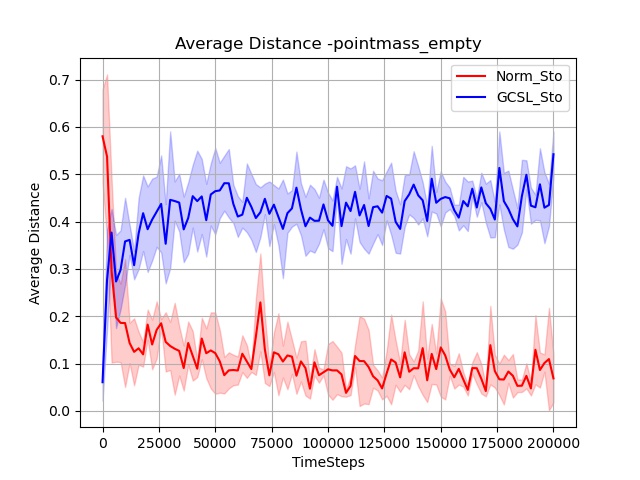 Average Distance -pointmass_empty
Norm_Sto
GCSL_Sto
Average Distance
0.7
0.6
0.5
0.4
0.3
0.2
0.1
0.0
0 25000 50000 75000 100000 125000 150000 175000 200000
TimeSteps